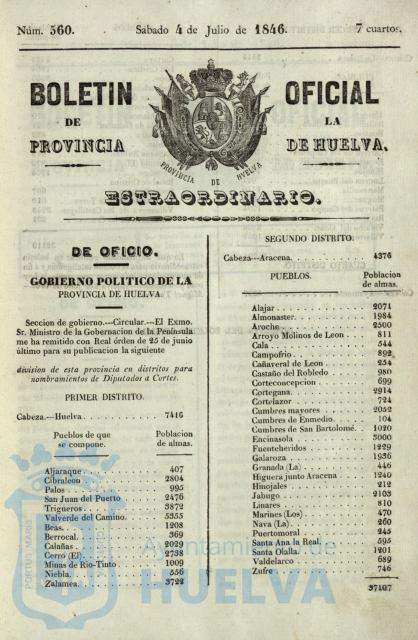 Núm. 560. Sábado 4 de Julio de 1846. 7 cuartos.
BOLETIN OFICIAL
DE LA
PROVINCIA DE HUELVA.
PROVINCIA DE HUELVA
ESTRAORDINARIO.
DE OFICIO.
GOBIERNO POLITICO DE LA
PROVINCIA DE HUELVA.
Seccion de gobierno.—Circular.—El Exmo.
Sr. Ministro de la Gobernacion de la Península
me ha remitido con Real órden de 25 de junio
último para su publicacion la siguiente
division de esta provincia en distritos para
nombramientos de Diputados a Cortes.
PRIMER DISTRITO.
Cabeza.—Huelva. . . . . . . . . 7416
Pueblos de que Poblacion
se compone. de almas.
Aljaraque. . . . . . . . 407
Cibraleon . . . . . . . 2804
Palos . . . . . . . . 995
San Juan del Puerto . . . . 2476
Trigueros . . . . . . . 3872
Valverde del Camino. . . . . 5355
Beas. . . . . . . . . 1208
Berrocal. . . . . . . . 369
Calañas. . . . . . . . 2029
Cerro (El). . . . . . . 2738
Minas de Rio-Tinto . . . . 1009
Niebla. . . . . . . . 556
Zalamea. . . . . . . . 3722
SEGUNDO DISTRITO.
Cabeza—Aracena. . . . . . . . 4376
PUEBLOS. Poblacion
de almas.
Alajar. . . . . . . . . 2071
Almonaster. . . . . . . 1984
Aroche . . . . . . . . 2500
Arroyo Molinos de Leon . . . 811
Cala . . . . . . . . . 544
Campofrio. . . . . . . . 892
Cañaveral de Leon . . . . . 254
Castaño del Robledo . . . . 980
Corteconcepcion . . . . . 699
Cortegana. . . . . . . . 2914
Cortelazor . . . . . . . 724
Cumbres mayores . . . . . 2052
Cumbres de Enmedio. . . . . 104
Cumbres de San Bartolomé. . . 1020
Encinasola . . . . . . . 3000
Fuenteheridos . . . . . . 1229
Galaroza . . . . . . . . 1936
Granada (La) . . . . . . 446
Higuera junto Aracena . . . 1240
Hinojales . . . . . . . 212
Jabugo . . . . . . . . 2103
Linares . . . . . . . . 810
Marines (Los). . . . . . 470
Nava (La). . . . . . . . 260
Puertomoral . . . . . . 245
Santa Ana la Real. . . . . 595
Santa Olalla. . . . . . . 1201
Valdelarco . . . . . . . 689
Zufre . . . . . . . . 746
37107
PORTUS MARIS
Ayuntamiento de
HUELVA